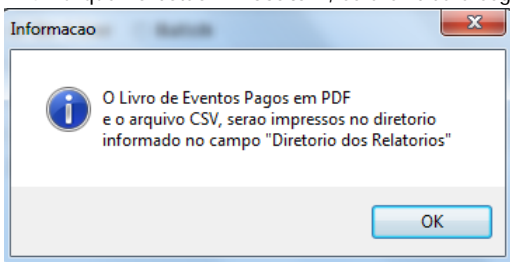 Informacao
O Livro de Eventos Pagos em PDF
e o arquivo CSV, serao impressos no diretorio
informado no campo "Diretorio dos Relatorios"
OK